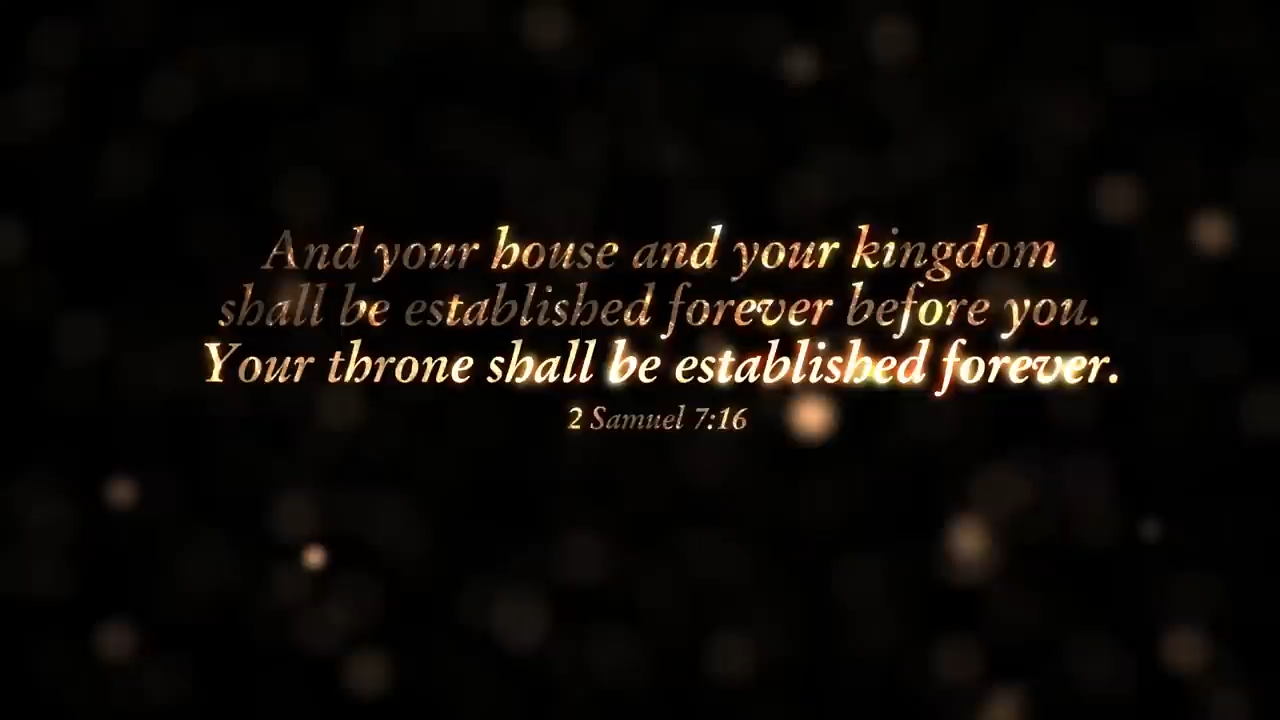 And your house and your kingdom
shall be established forever before you.
Your throne shall be established forever.
2 Samuel 7:16